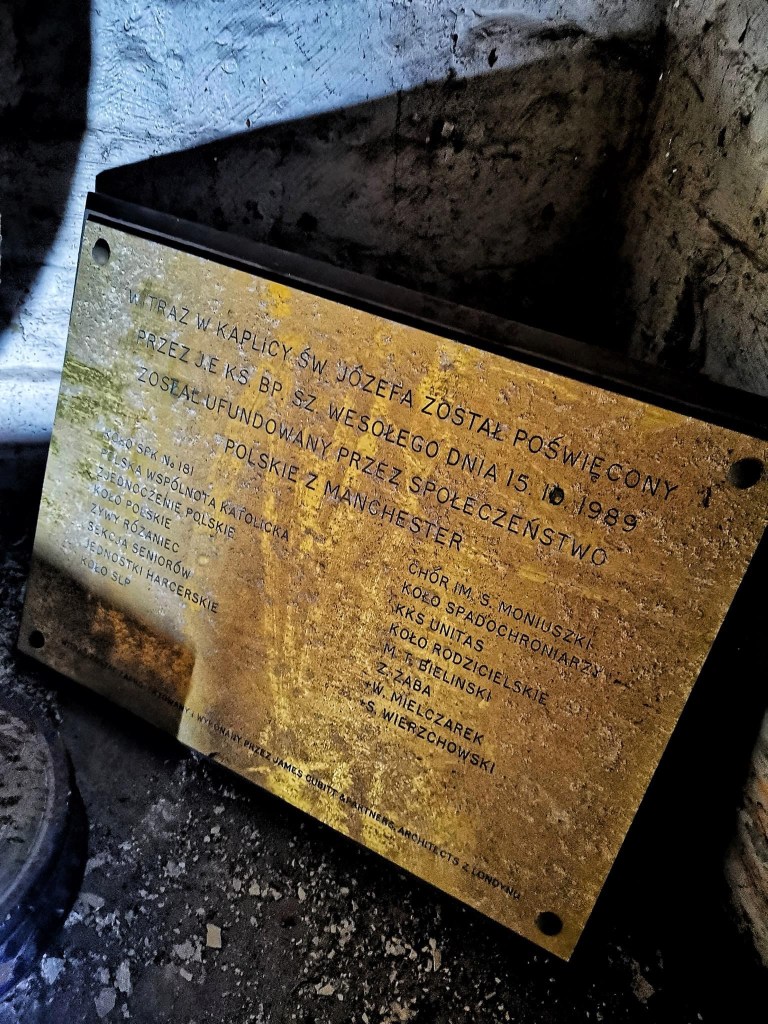 WITRAŻ W KAPLICY ŚW. JÓZEFA ZOSTAŁ POŚWIĘCONY
PRZEZ J.E. KS. BP. SZ. WESOŁEGO DNIA 15. 10. 1989
ZOSTAŁ UFUNDOWANY PRZEZ SPOŁECZEŃSTWO
POLSKIE Z MANCHESTER
KOŁO SPK No 181
POLSKA WSPÓLNOTA KATOLICKA
ZJEDNOCZENIE POLSKIE
KOŁO POLSKIE
ŻYWY RÓŻANIEC
SEKCJA SENIORÓW
JEDNOSTKI HARCERSKIE
KOŁO SLP
CHÓR IM. S. MONIUSZKI
KOŁO SPADOCHRONIARZY
KKS UNITAS
KOŁO RODZICIELSKIE
M. T. BIELIŃSKI
Z. ŻABA
+W. MIELCZAREK
+S. WIERZCHOWSKI
I WYKONANY PRZEZ JAMES CUBITT & PARTNERS, ARCHITECTS Z LONDYNU